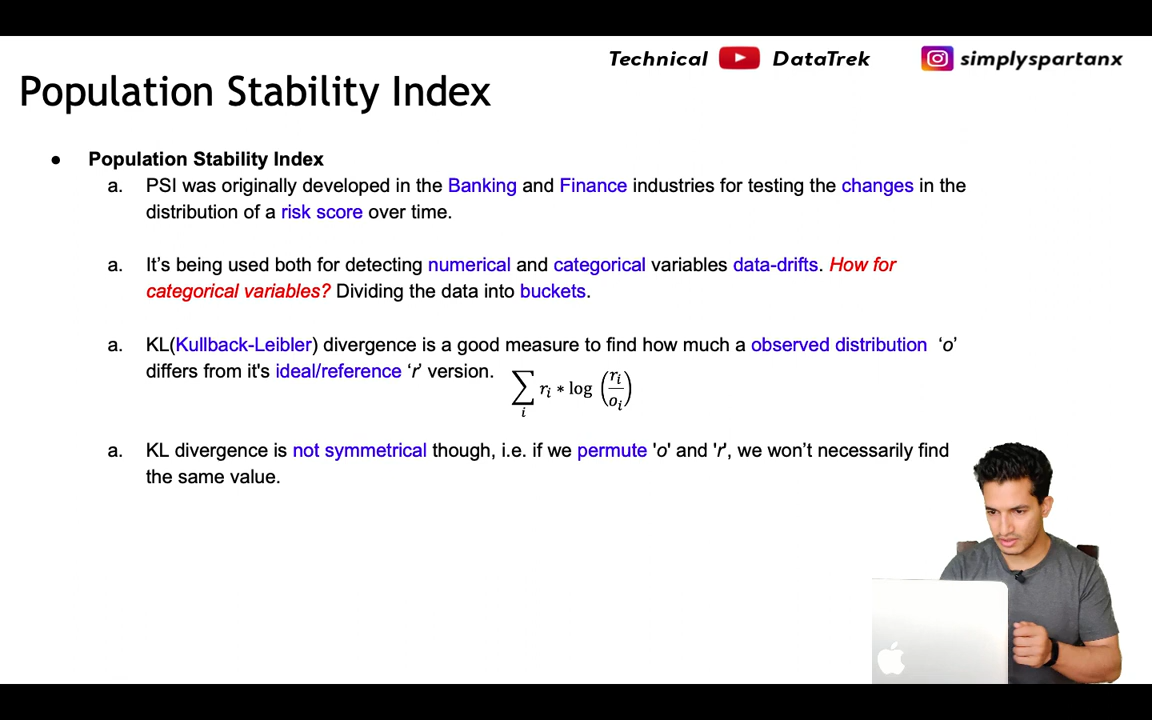 Technical DataTrek simplyspartanx
Population Stability Index
● Population Stability Index
a. PSI was originally developed in the Banking and Finance industries for testing the changes in the
distribution of a risk score over time.
a. It’s being used both for detecting numerical and categorical variables data-drifts. How for
categorical variables? Dividing the data into buckets.
a. KL(Kullback-Leibler) divergence is a good measure to find how much a observed distribution ‘o’
differs from it's ideal/reference ‘r’ version. ∑_i r_i * log (r_i / o_i)
a. KL divergence is not symmetrical though, i.e. if we permute 'o' and 'r', we won’t necessarily find
the same value.